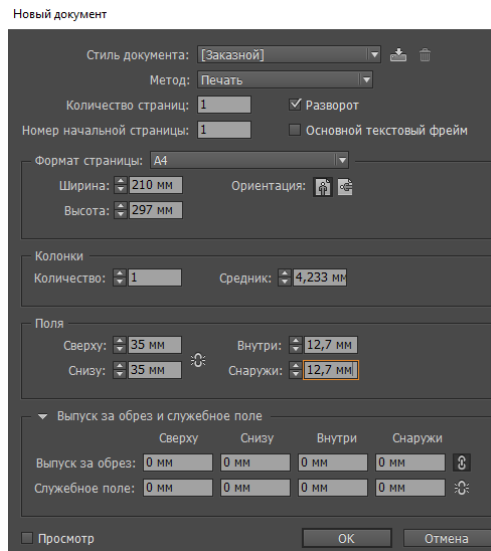 Новый документ
Стиль документа: [Заказной]
Метод: Печать
Количество страниц: 1 Разворот
Номер начальной страницы: 1 Основной текстовый фрейм
Формат страницы: A4
Ширина: 210 мм Ориентация:
Высота: 297 мм
Колонки
Количество: 1 Средник: 4,233 мм
Поля
Сверху: 35 мм Внутри: 12,7 мм
Снизу: 35 мм Снаружи: 12,7 мм
Выпуск за обрез и служебное поле
Сверху Снизу Внутри Снаружи
Выпуск за обрез: 0 мм 0 мм 0 мм 0 мм
Служебное поле: 0 мм 0 мм 0 мм 0 мм
Просмотр OK Отмена